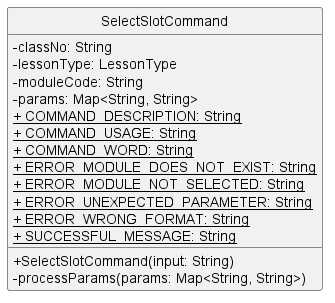 SelectSlotCommand
-classNo: String
-lessonType: LessonType
-moduleCode: String
-params: Map<String, String>
+ COMMAND_DESCRIPTION: String
+ COMMAND_USAGE: String
+ COMMAND_WORD: String
+ ERROR_MODULE_DOES_NOT_EXIST: String
+ ERROR_MODULE_NOT_SELECTED: String
+ ERROR_UNEXPECTED_PARAMETER: String
+ ERROR_WRONG_FORMAT: String
+ SUCCESSFUL_MESSAGE: String
+SelectSlotCommand(input: String)
-processParams(params: Map<String, String>)